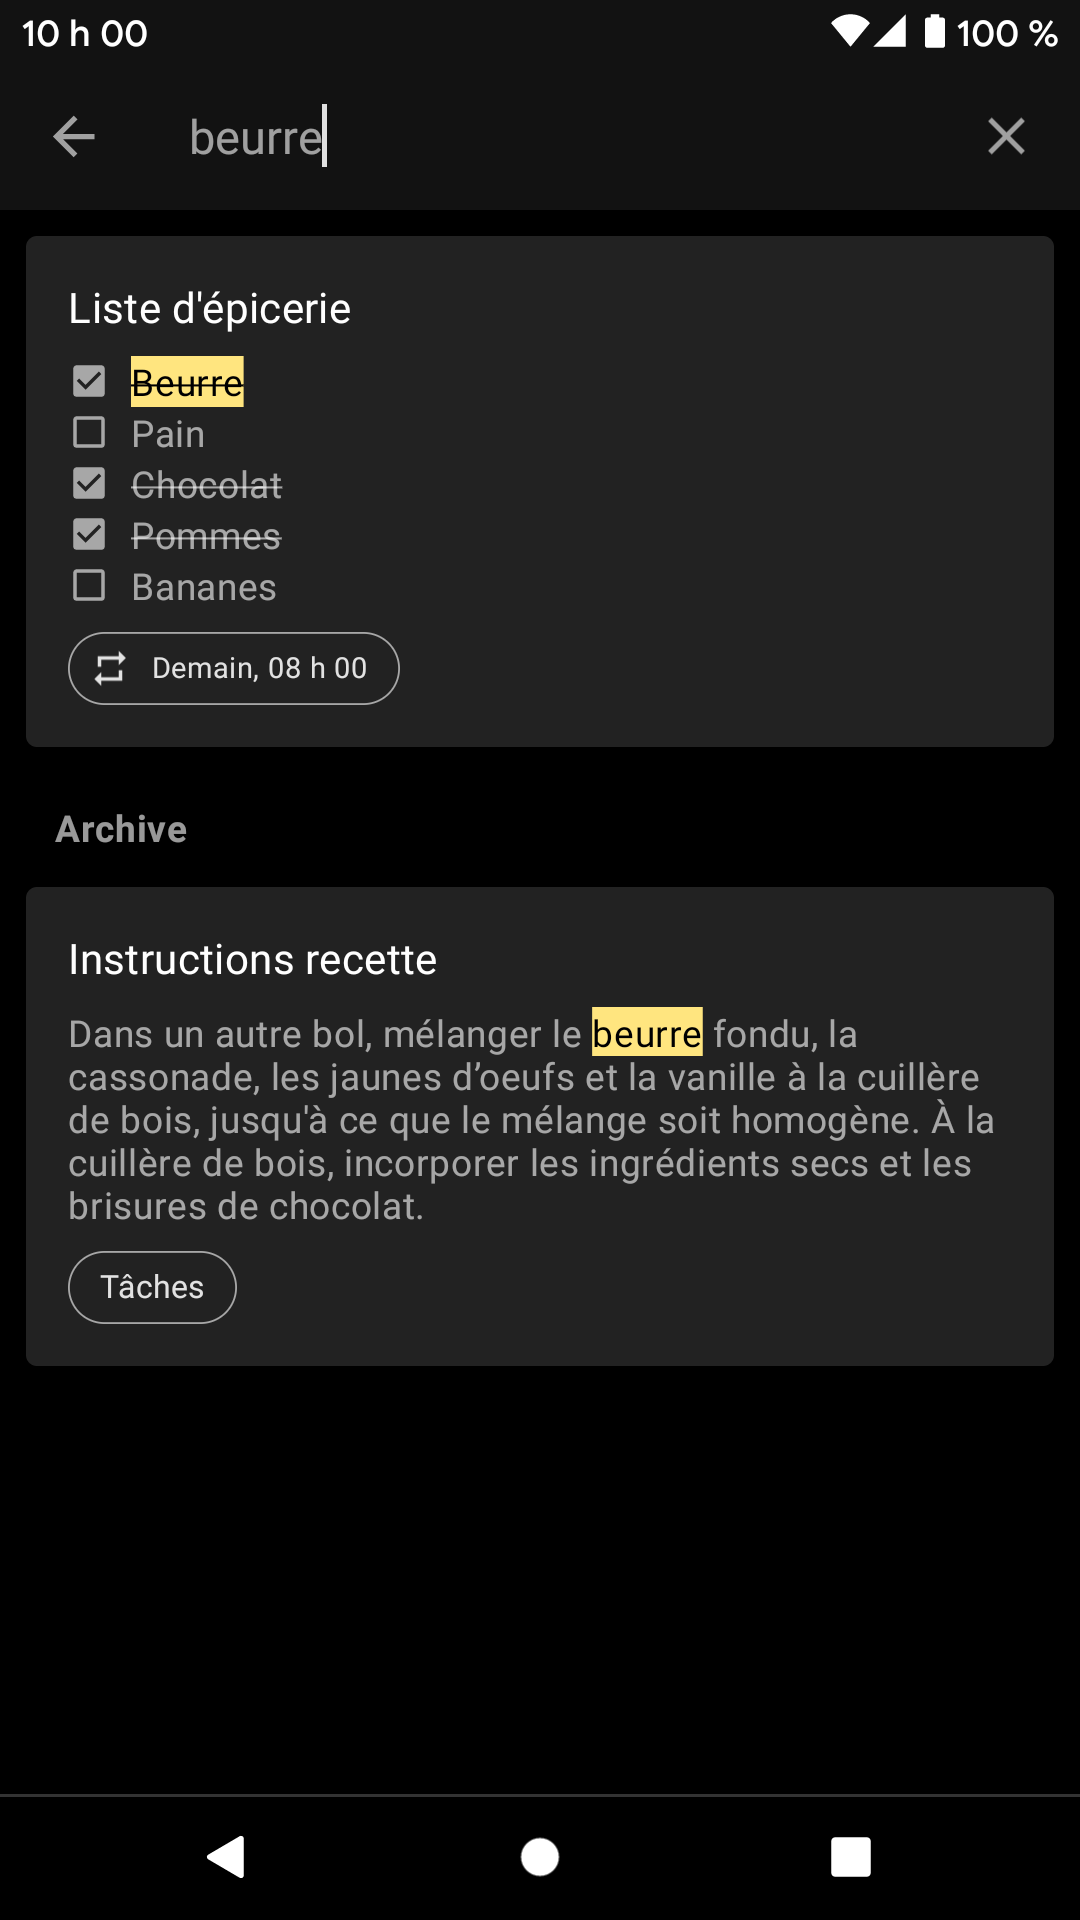 10 h 00
100 %
beurre
Liste d'épicerie
Beurre
Pain
Chocolat
Pommes
Bananes
Demain, 08 h 00
Archive
Instructions recette
Dans un autre bol, mélanger le beurre fondu, la
cassonade, les jaunes d’oeufs et la vanille à la cuillère
de bois, jusqu'à ce que le mélange soit homogène. À la
cuillère de bois, incorporer les ingrédients secs et les
brisures de chocolat.
Tâches